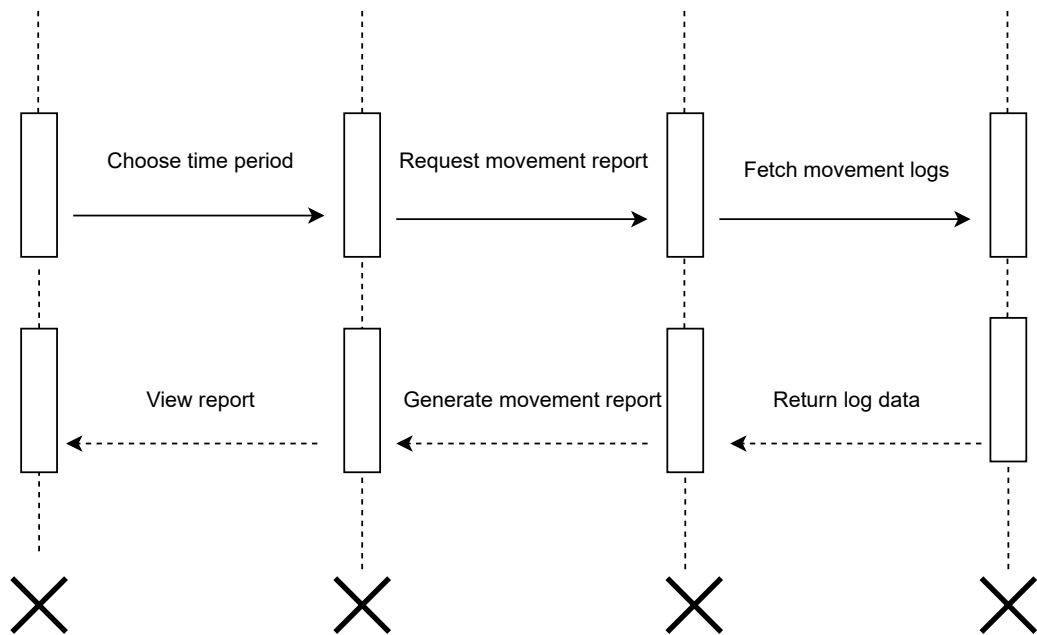 Choose time period
Request movement report
Fetch movement logs
View report
Generate movement report
Return log data